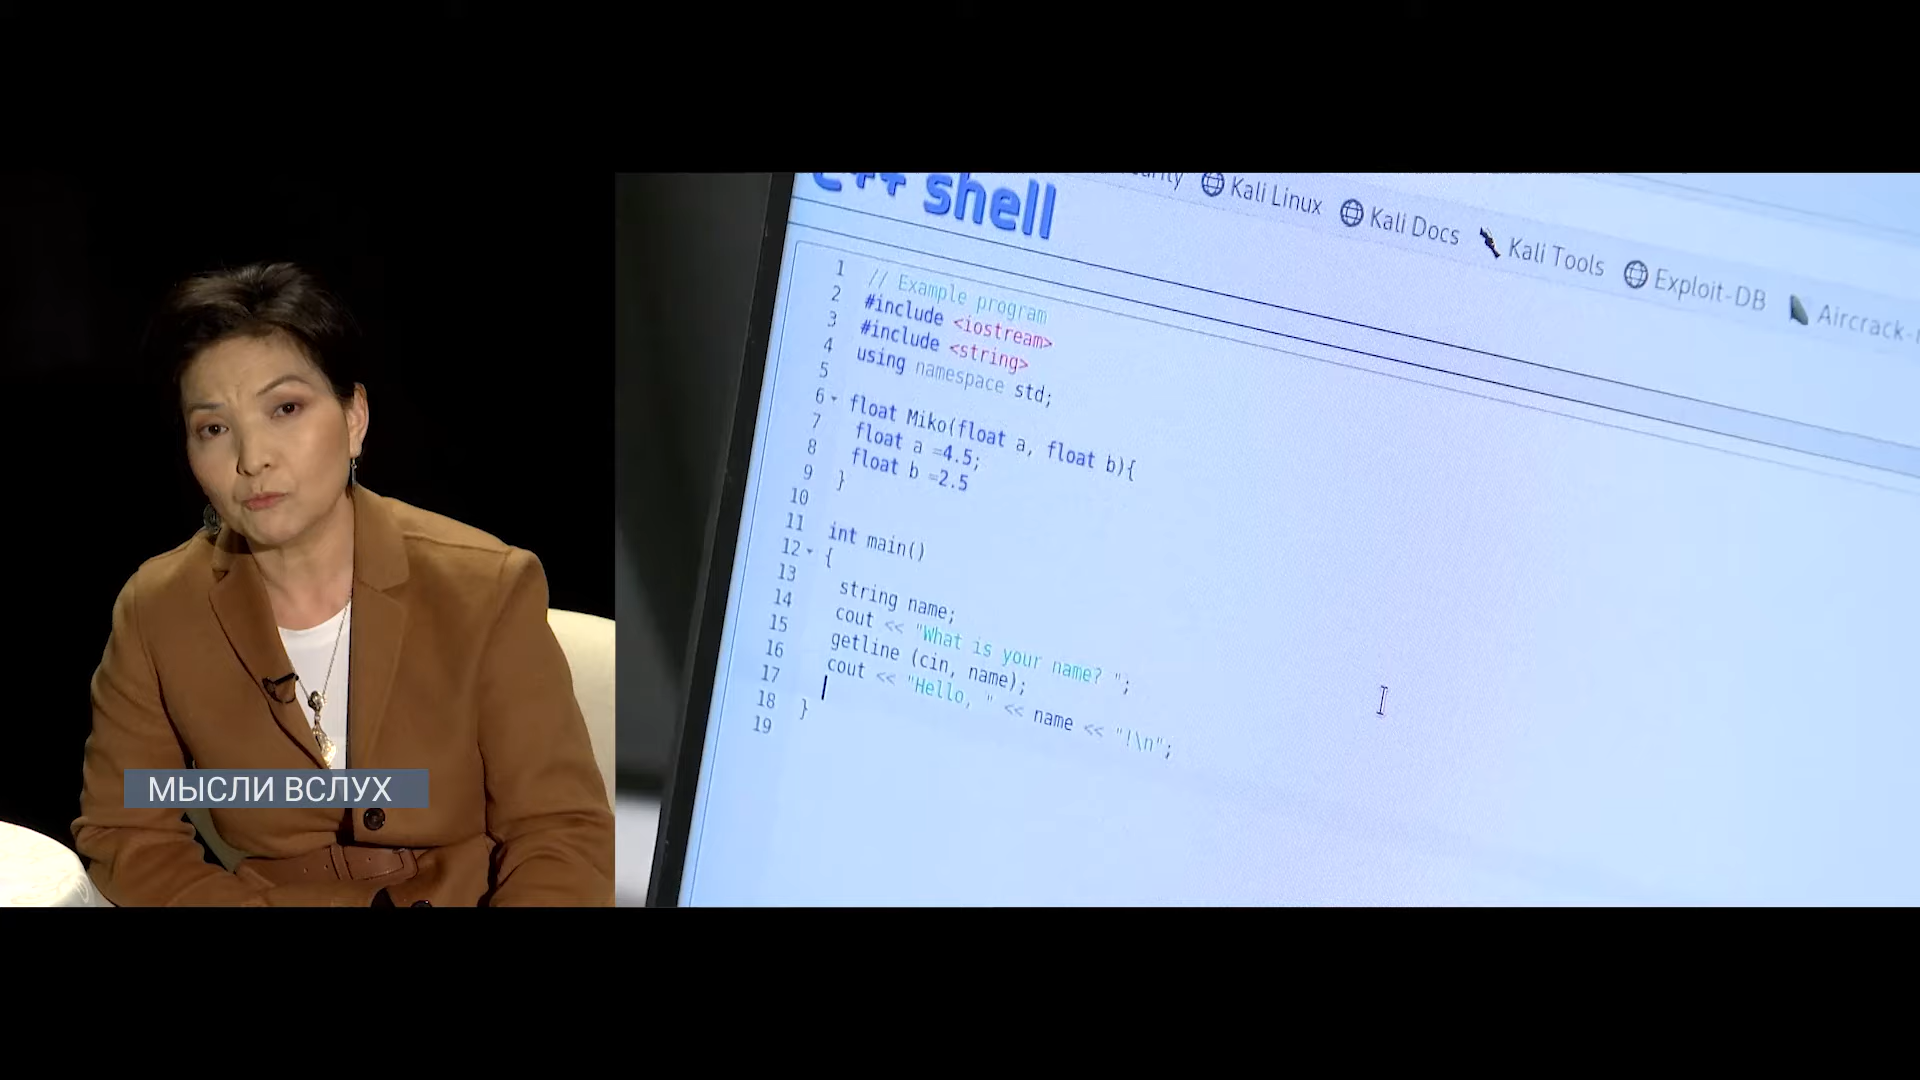 МЫСЛИ ВСЛУХ
C++ shell
Kali Linux
Kali Docs
Kali Tools
Exploit-DB
1 // Example program
2 #include <iostream>
3 #include <string>
4 using namespace std;
5
6 float Miko(float a, float b){
7 float a =4.5;
8 float b =2.5
9 }
10
11 int main()
12 {
13 string name;
14 cout << "What is your name? ";
15 getline (cin, name);
16 cout << "Hello, " << name << "!\n";
17
18 }
19